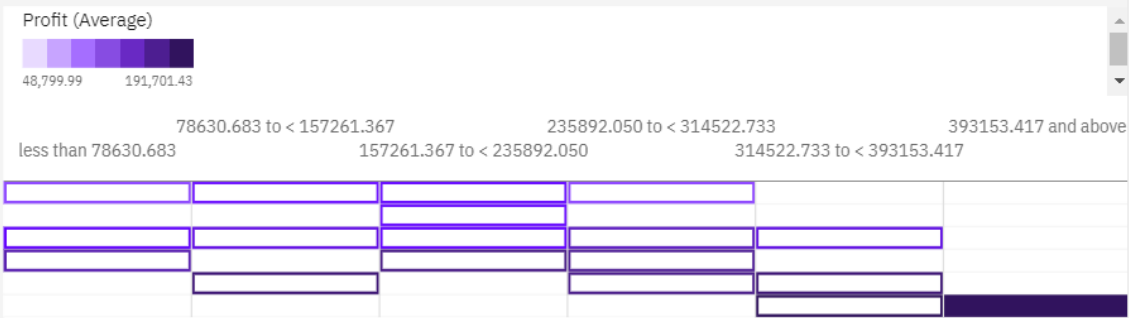 Profit (Average)
48,799.99 191,701.43
78630.683 to < 157261.367 235892.050 to < 314522.733 393153.417 and above
less than 78630.683 157261.367 to < 235892.050 314522.733 to < 393153.417